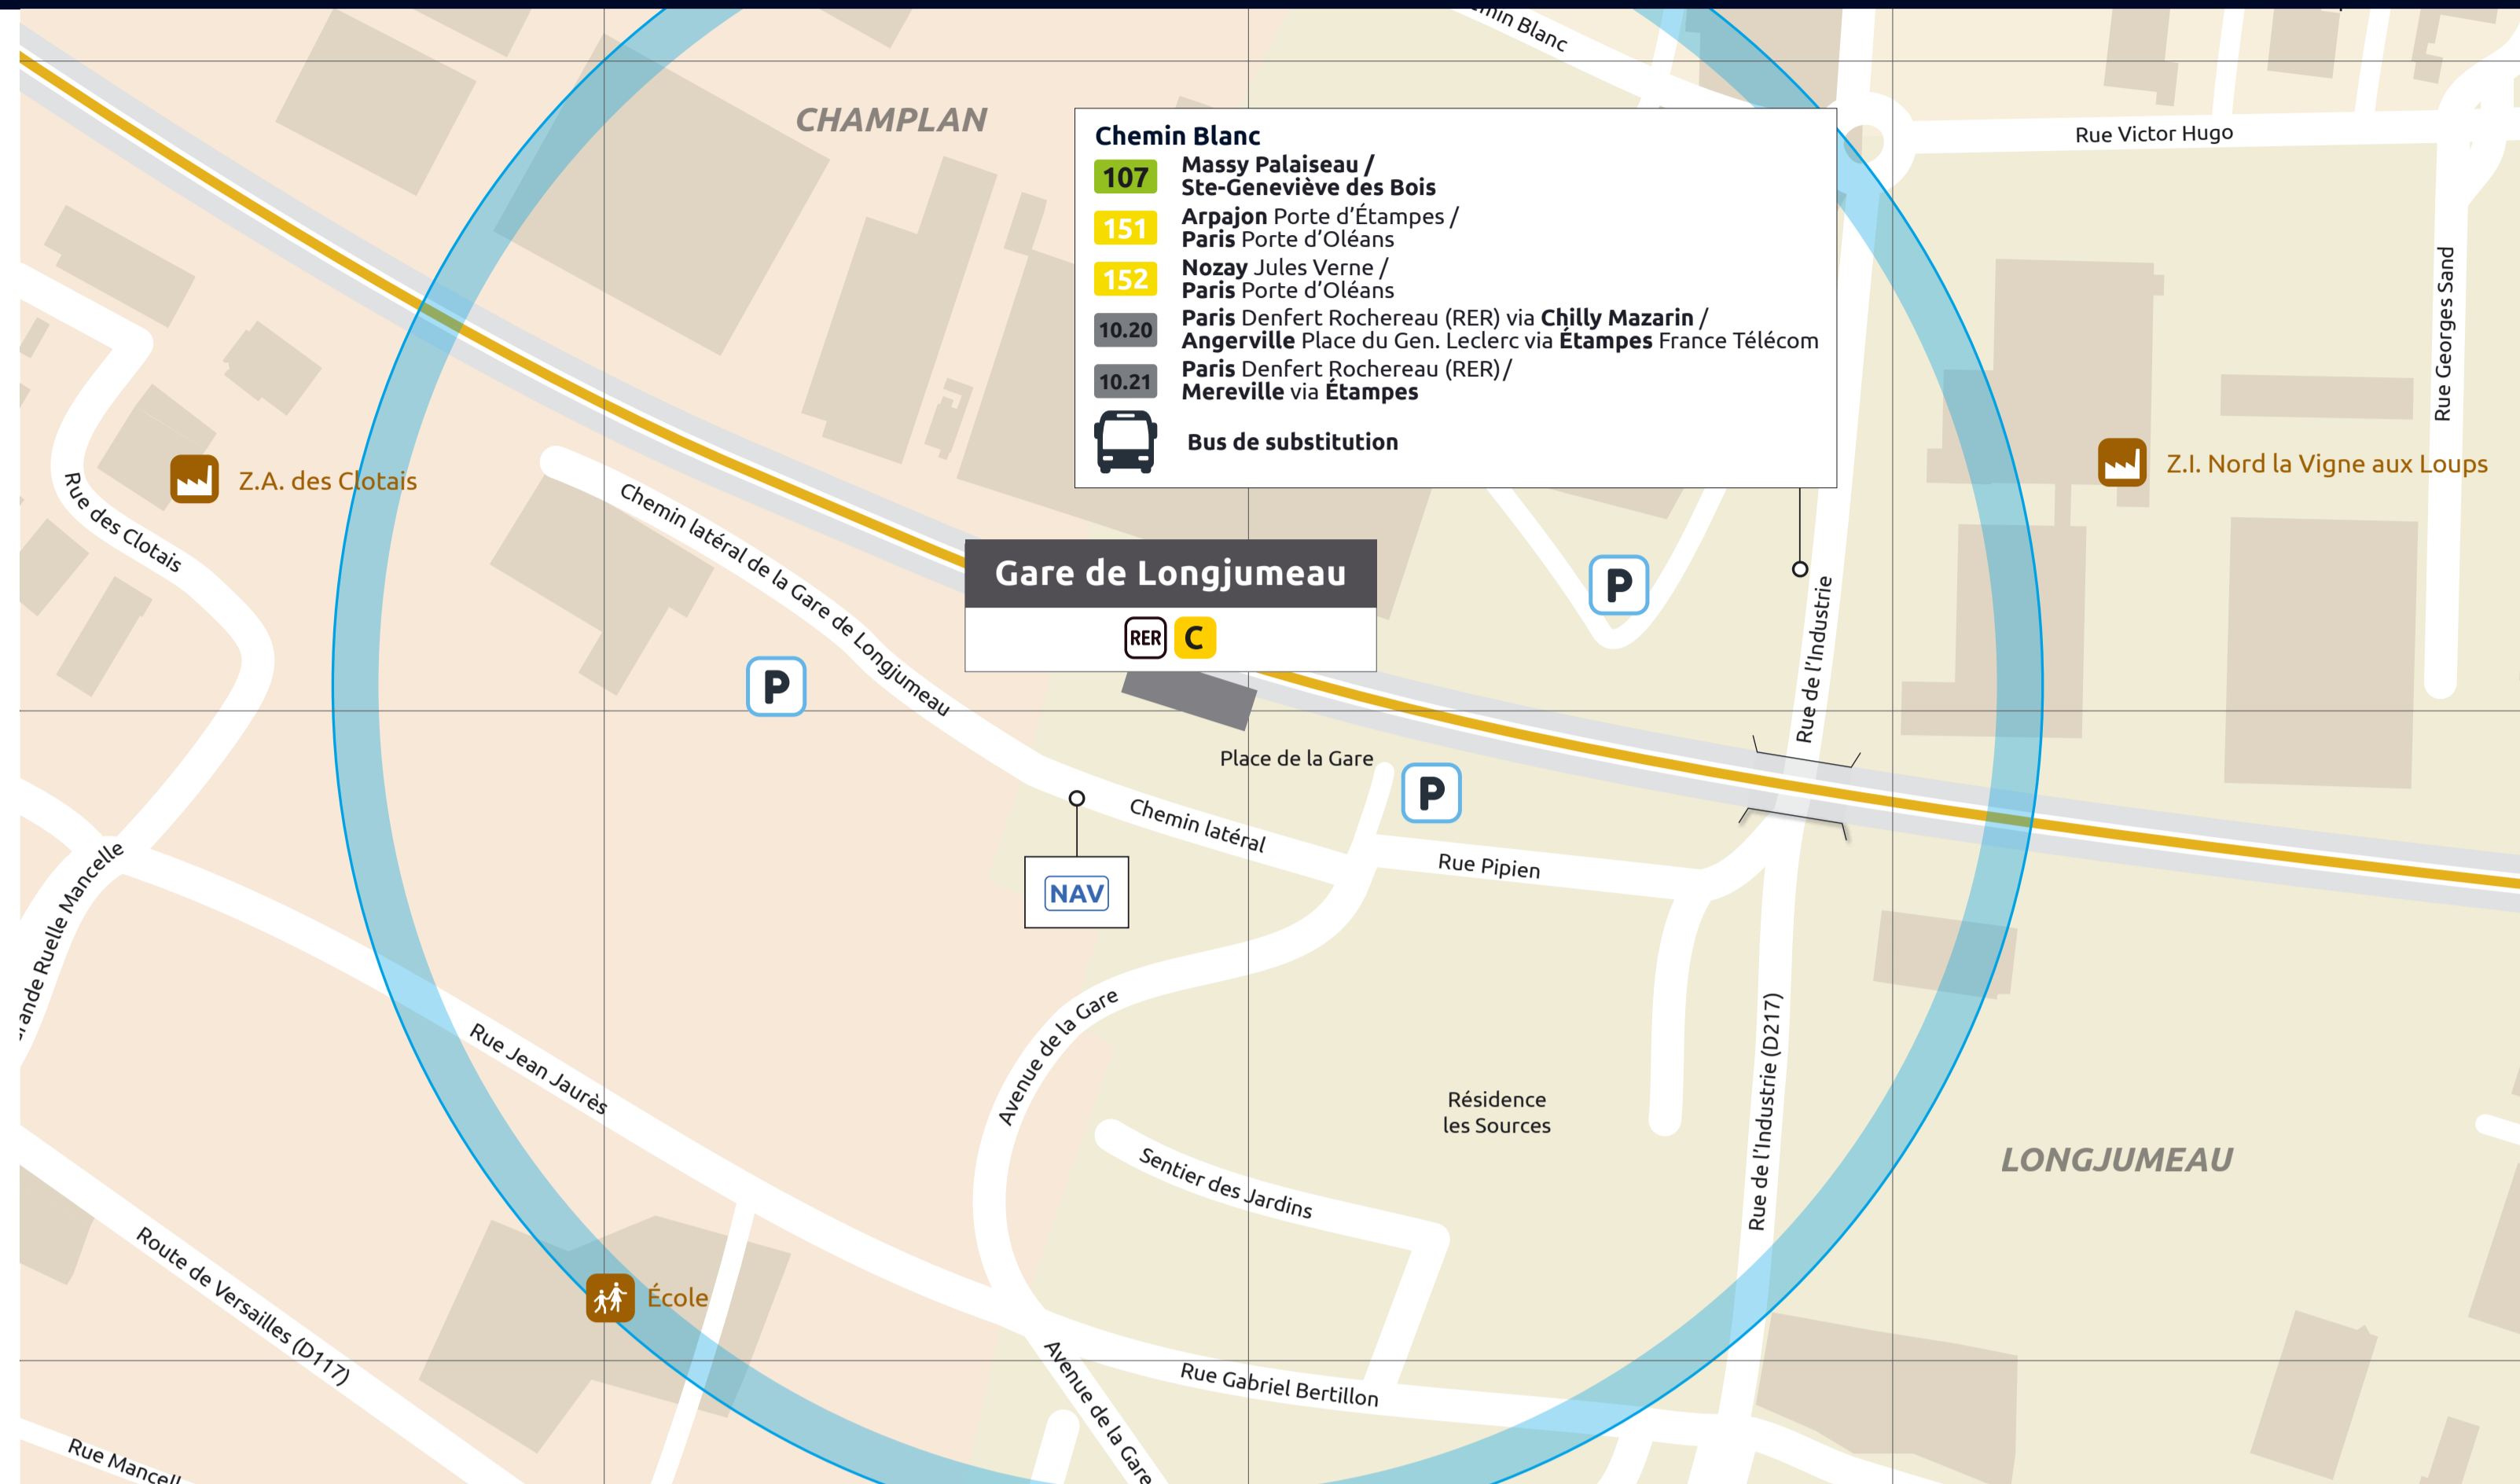 emin Blanc
CHAMPLAN
Rue Victor Hugo
Chemin Blanc
107
Massy Palaiseau /
Ste-Geneviève des Bois
151
Arpajon Porte d'Étampes /
Paris Porte d'Oléans
152
Nozay Jules Verne /
Paris Porte d'Oléans
10.20
Paris Denfert Rochereau (RER) via Chilly Mazarin /
Angerville Place du Gen. Leclerc via Étampes France Télécom
10.21
Paris Denfert Rochereau (RER)/
Mereville via Étampes
Bus de substitution
Rue Georges Sand
Z.A. des Clotais
Z.I. Nord la Vigne aux Loups
Rue des Clotais
Chemin latéral de la Gare de Longjumeau
Gare de Longjumeau
RER C
P
P
Rue de l'Industrie
Place de la Gare
P
Chemin latéral
Rue Pipien
NAV
rande Ruelle Mancelle
Avenue de la Gare
Rue Jean Jaurès
Résidence
les Sources
Rue de l'Industrie (D217)
LONGJUMEAU
Sentier des Jardins
Route de Versailles (D117)
École
Avenue de la Gare
Rue Gabriel Bertillon
Rue Mancell